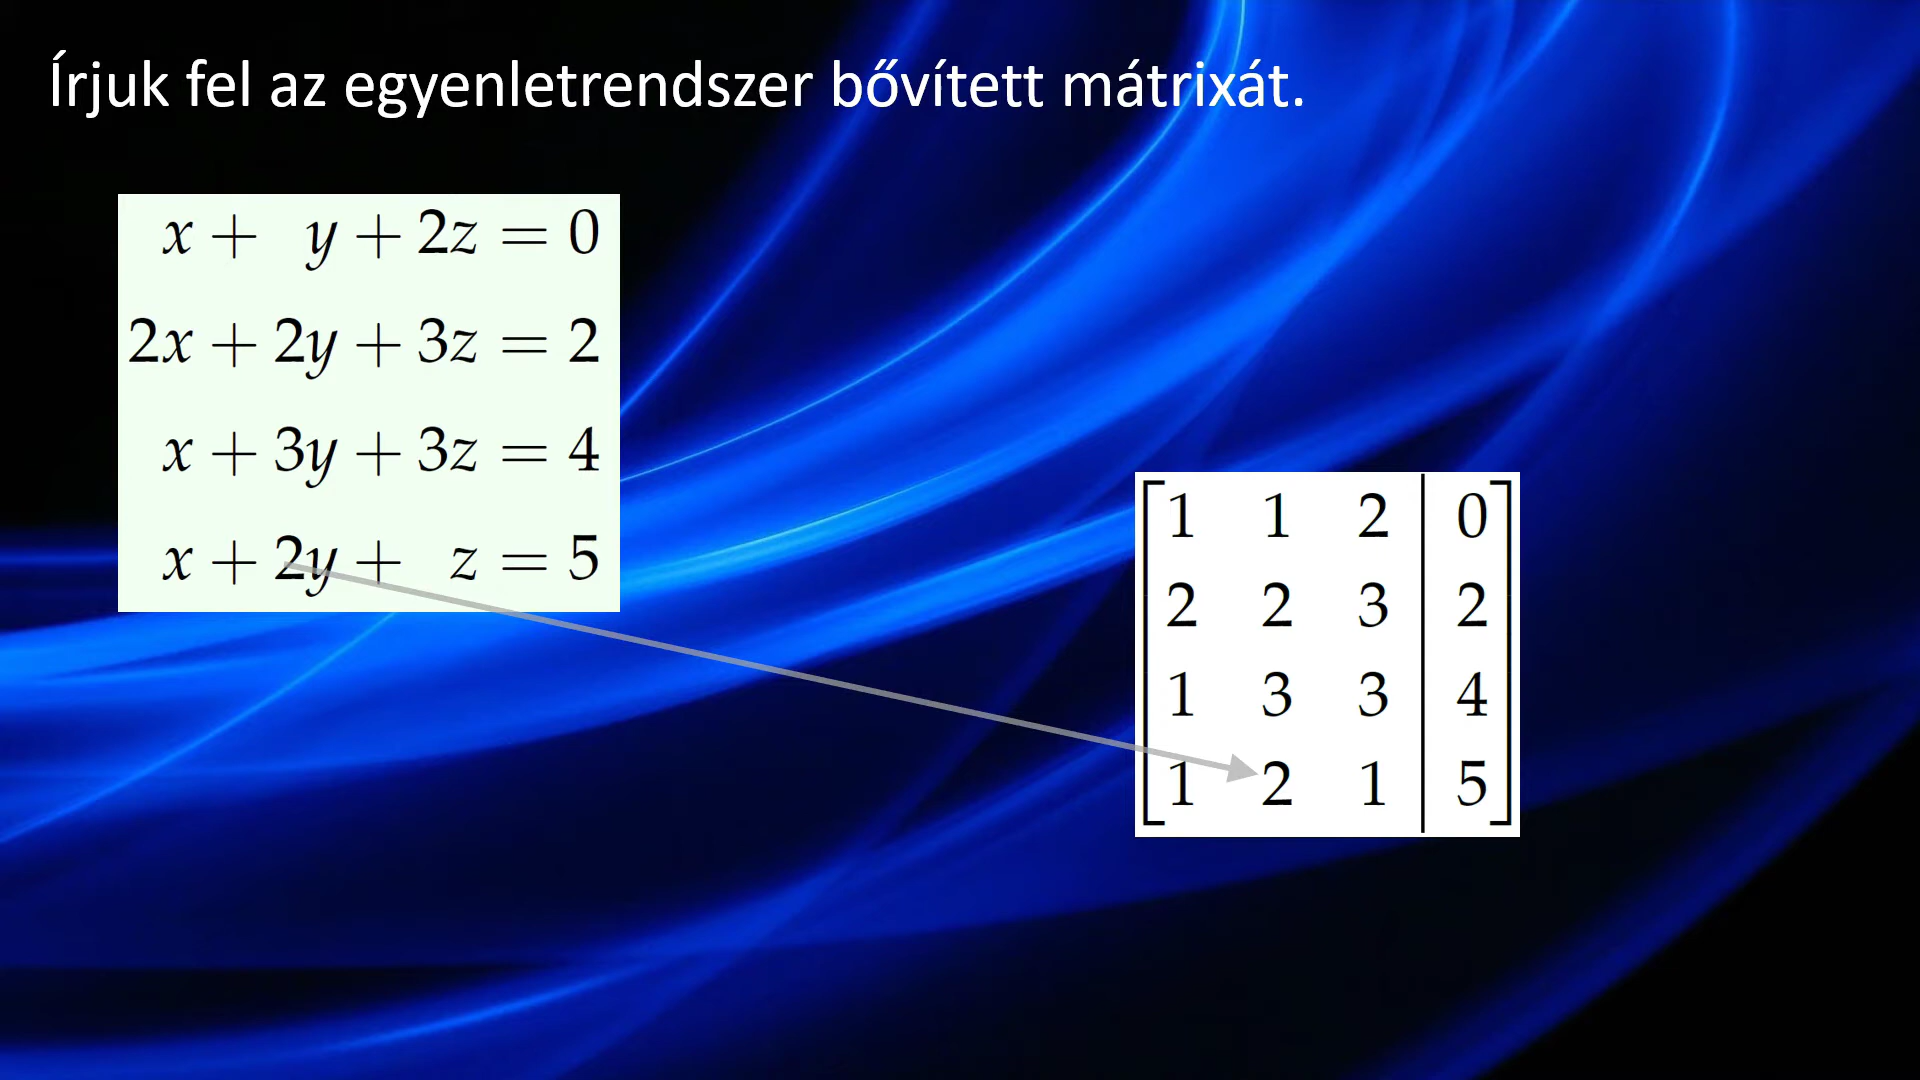 Írjuk fel az egyenletrendszer bővített mátrixát.
x + y + 2z = 0
2x + 2y + 3z = 2
x + 3y + 3z = 4
x + 2y + z = 5
[1 1 2 | 0]
[2 2 3 | 2]
[1 3 3 | 4]
[1 2 1 | 5]